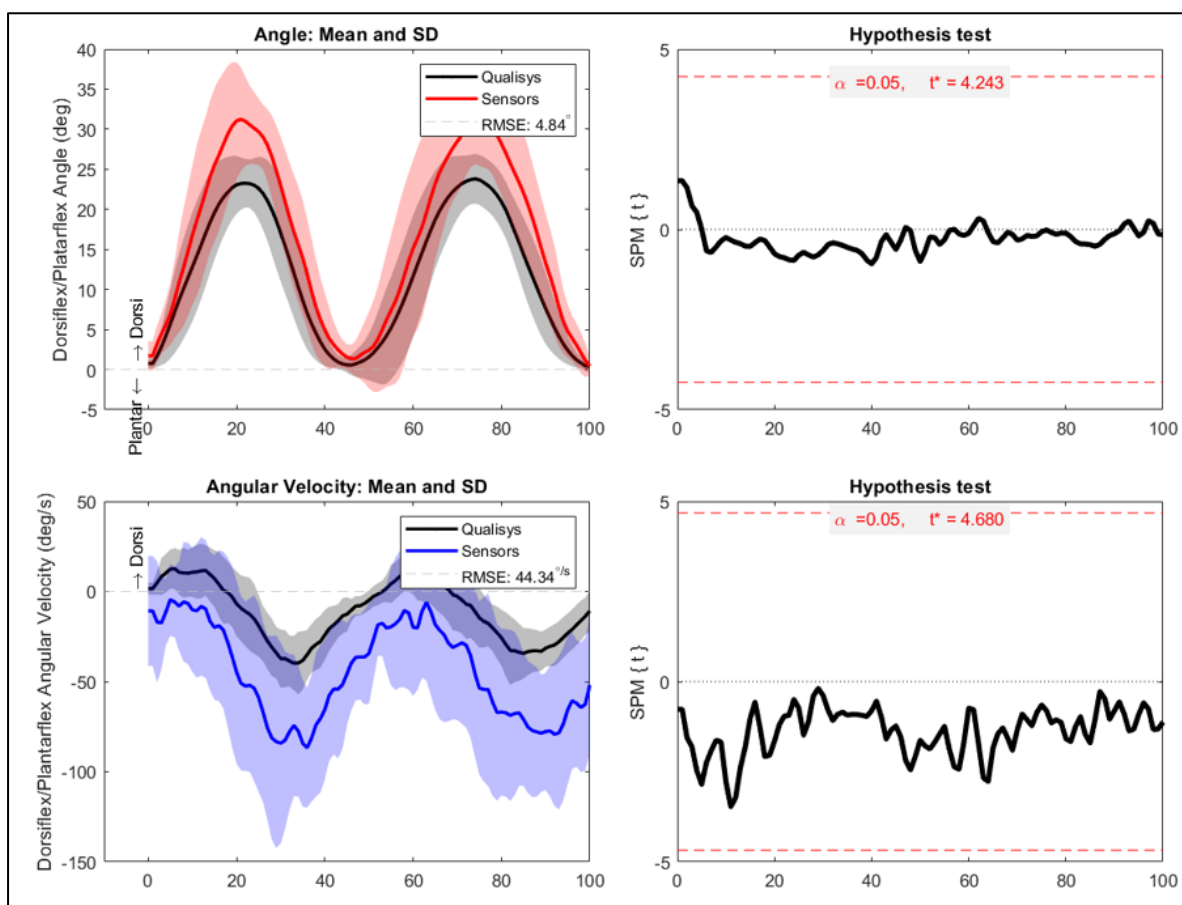 Angle: Mean and SD
Dorsiflex/Platarflex Angle (deg)
Plantar ← → Dorsi
40
35
30
25
20
15
10
5
0
-5
Qualisys
Sensors
RMSE: 4.84°
0 20 40 60 80 100
Hypothesis test
SPM { t }
5
0
-5
α =0.05, t* = 4.243
0 20 40 60 80 100
Angular Velocity: Mean and SD
Dorsiflex/Plantarflex Angular Velocity (deg/s)
→ Dorsi
50
0
-50
-100
-150
Qualisys
Sensors
RMSE: 44.34°/s
0 20 40 60 80 100
Hypothesis test
SPM { t }
5
0
-5
α =0.05, t* = 4.680
0 20 40 60 80 100